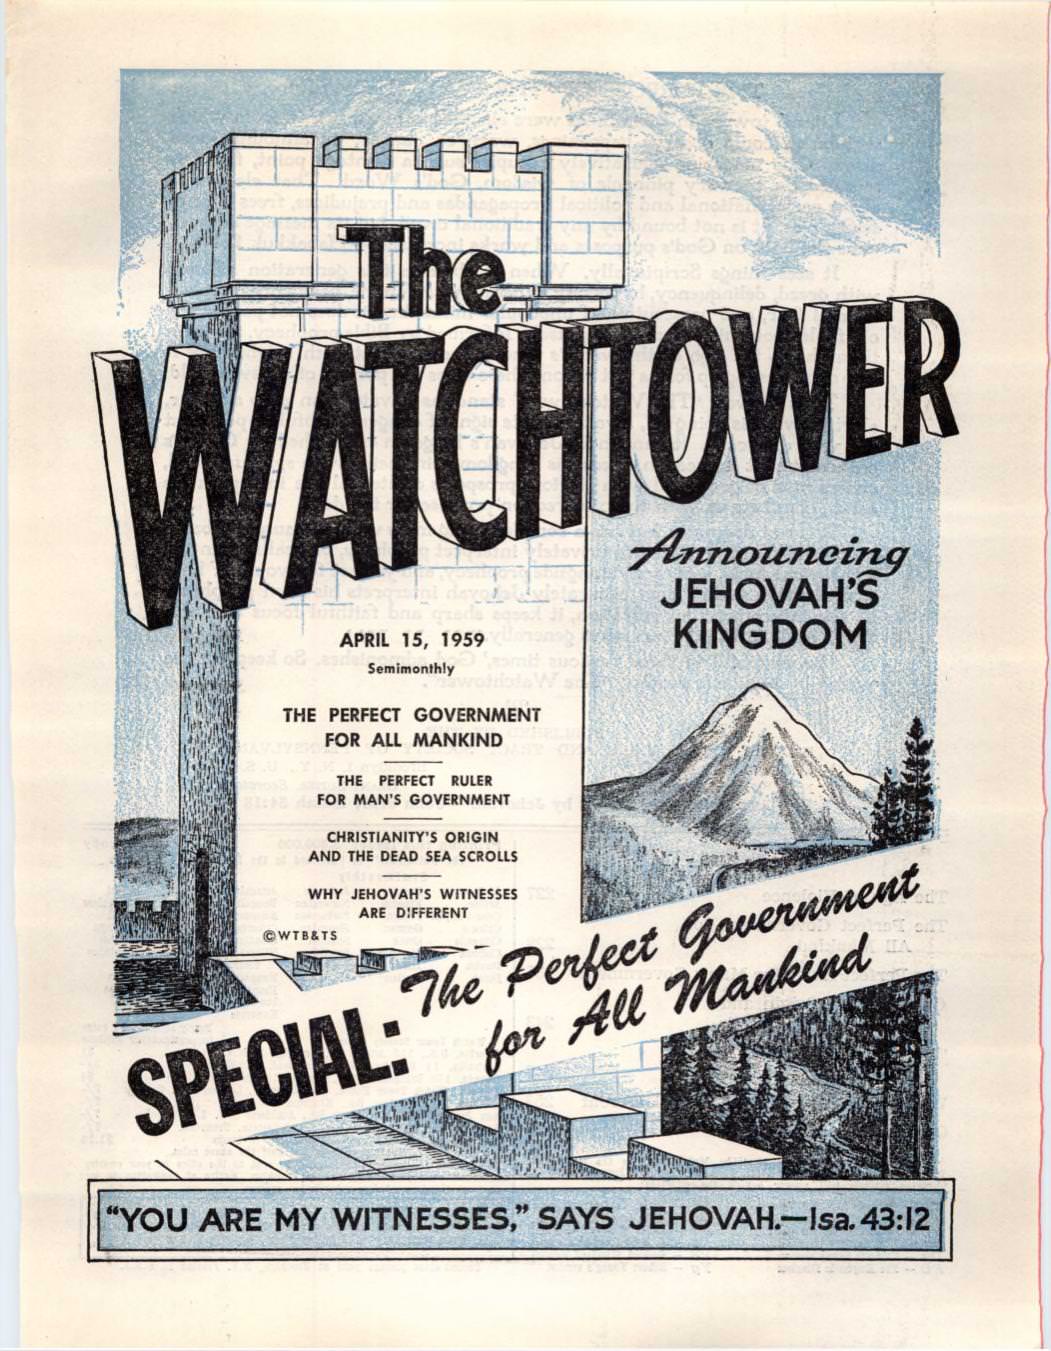 The
WATCHTOWER
Announcing
JEHOVAH'S
KINGDOM
APRIL 15, 1959
Semimonthly
THE PERFECT GOVERNMENT
FOR ALL MANKIND
THE PERFECT RULER
FOR MAN'S GOVERNMENT
CHRISTIANITY'S ORIGIN
AND THE DEAD SEA SCROLLS
WHY JEHOVAH'S WITNESSES
ARE DIFFERENT
©WTB&TS
SPECIAL: The Perfect Government
for All Mankind
"YOU ARE MY WITNESSES," SAYS JEHOVAH.—Isa. 43:12